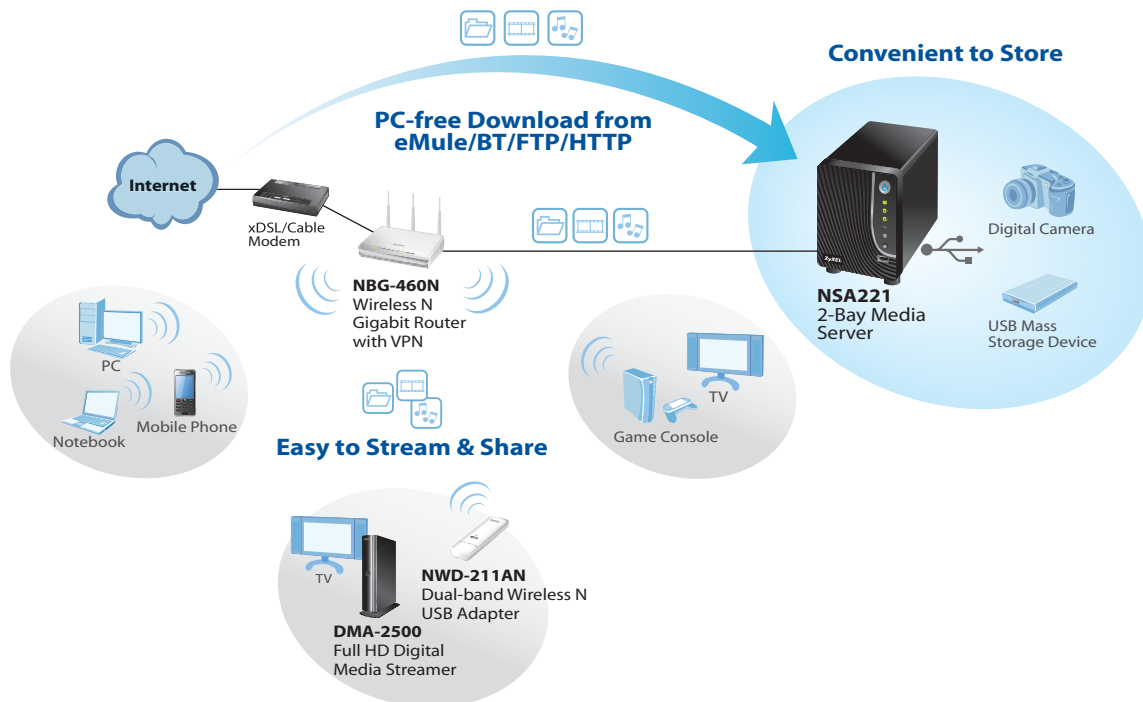 Convenient to Store
PC-free Download from
eMule/BT/FTP/HTTP
Internet
xDSL/Cable
Modem
NBG-460N
Wireless N
Gigabit Router
with VPN
ZyXEL
NSA221
2-Bay Media
Server
Digital Camera
USB Mass
Storage Device
PC
Notebook
Mobile Phone
TV
Game Console
Easy to Stream & Share
TV
NWD-211AN
Dual-band Wireless N
USB Adapter
DMA-2500
Full HD Digital
Media Streamer